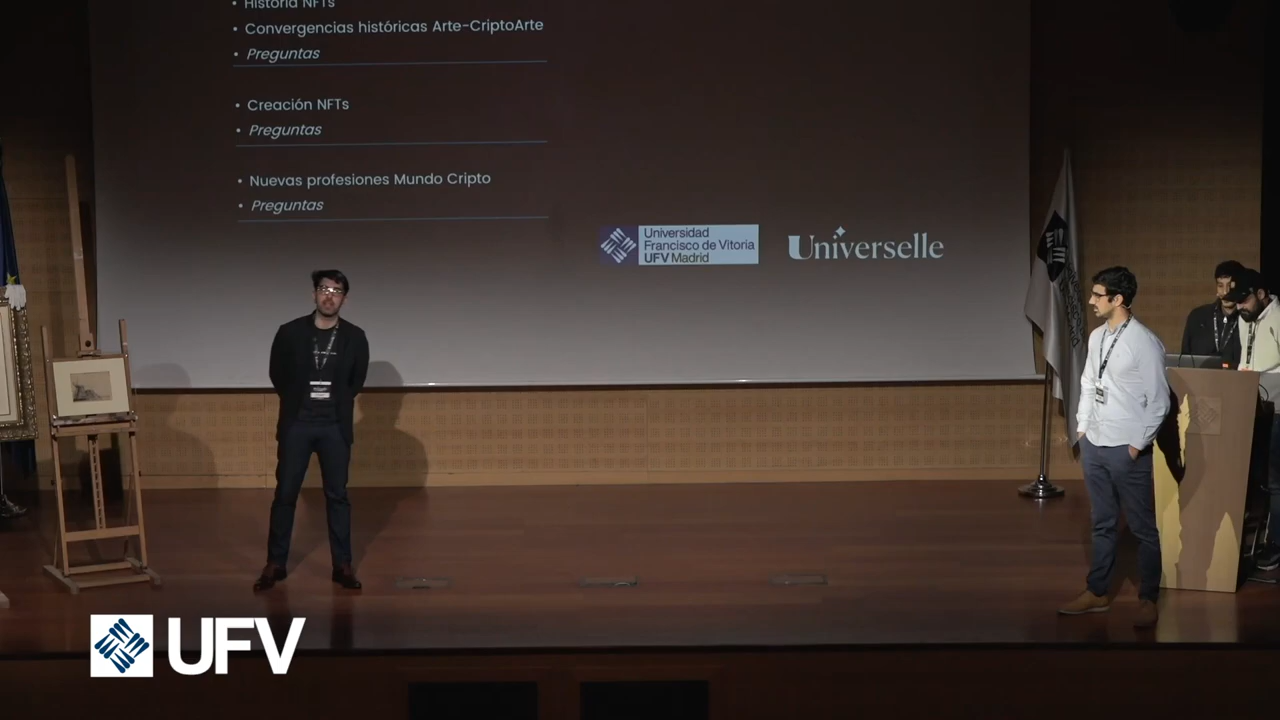 • Historia NFTs
• Convergencias históricas Arte-CriptoArte
• Preguntas
• Creación NFTs
• Preguntas
• Nuevas profesiones Mundo Cripto
• Preguntas
Universidad
Francisco de Vitoria
UFV Madrid
Universelle
UFV